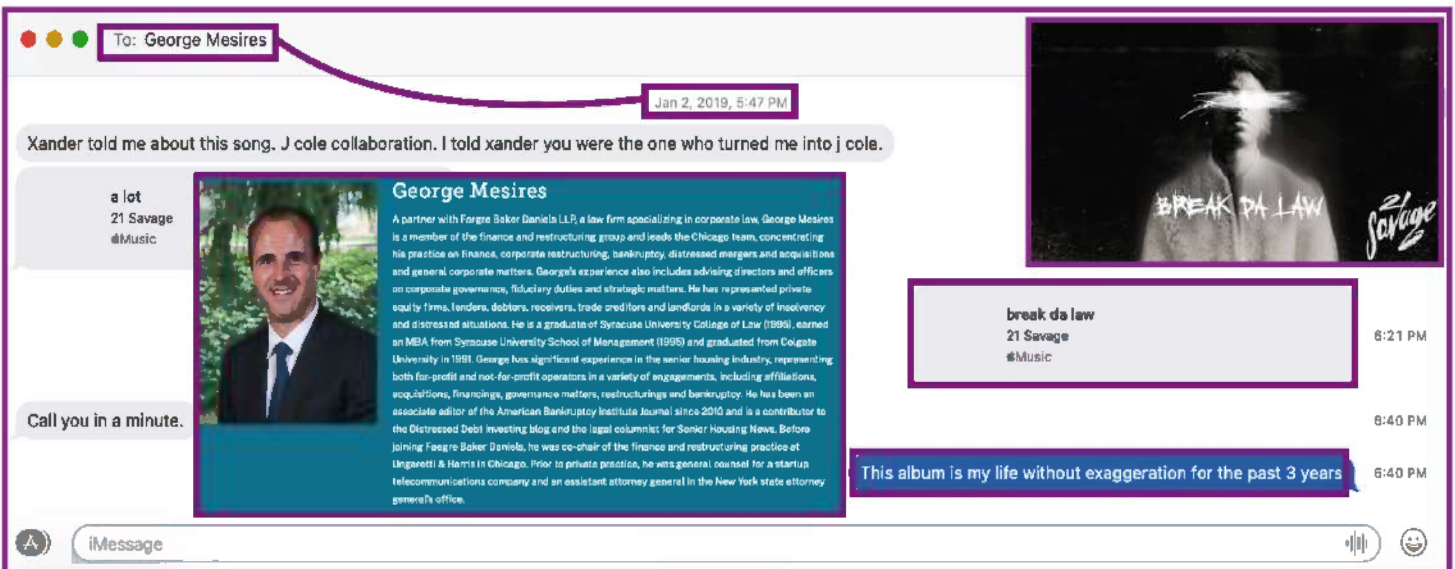 To: George Mesires
Jan 2, 2019, 5:47 PM
Xander told me about this song. J cole collaboration. I told xander you were the one who turned me into j cole.
a lot
21 Savage
Music
George Mesires
A partner with Fargre Baker Daniels LLP, a law firm specializing in corporate law, George Mesires
is a member of the finance and restructuring group and leads the Chicago team, concentrating
his practice on finance, corporate restructuring, bankruptcy, distressed mergers and acquisitions
and general corporate matters. George's experience also includes advising directors and officers
on corporate governance, fiduciary duties and strategic matters. He has represented private
equity firms, lenders, debtors, receivers, trade creditors and landlords in a variety of insolvency
and distressed situations. He is a graduate of Syracuse University College of Law (1995), earned
an MBA from Syracuse University School of Management (1995) and graduated from Colgate
University in 1991. George has significant experience in the senior housing industry, representing
both for-profit and not-for-profit operators in a variety of engagements, including affiliations,
acquisitions, financings, governance matters, restructurings and bankruptcy. He has been an
associate editor of the American Bankruptcy Institute Journal since 2010 and is a contributor to
the Distressed Debt Investing blog and the legal columnist for Senior Housing News. Before
joining Faegre Baker Daniels, he was co-chair of the finance and restructuring practice at
Ungaretti & Harris in Chicago. Prior to private practice, he was general counsel for a startup
telecommunications company and an assistant attorney general in the New York state attorney
general's office.
BREAK DA LAW
21 Savage
break da law
21 Savage
Music
6:21 PM
Call you in a minute.
6:40 PM
This album is my life without exaggeration for the past 3 years
6:40 PM
iMessage